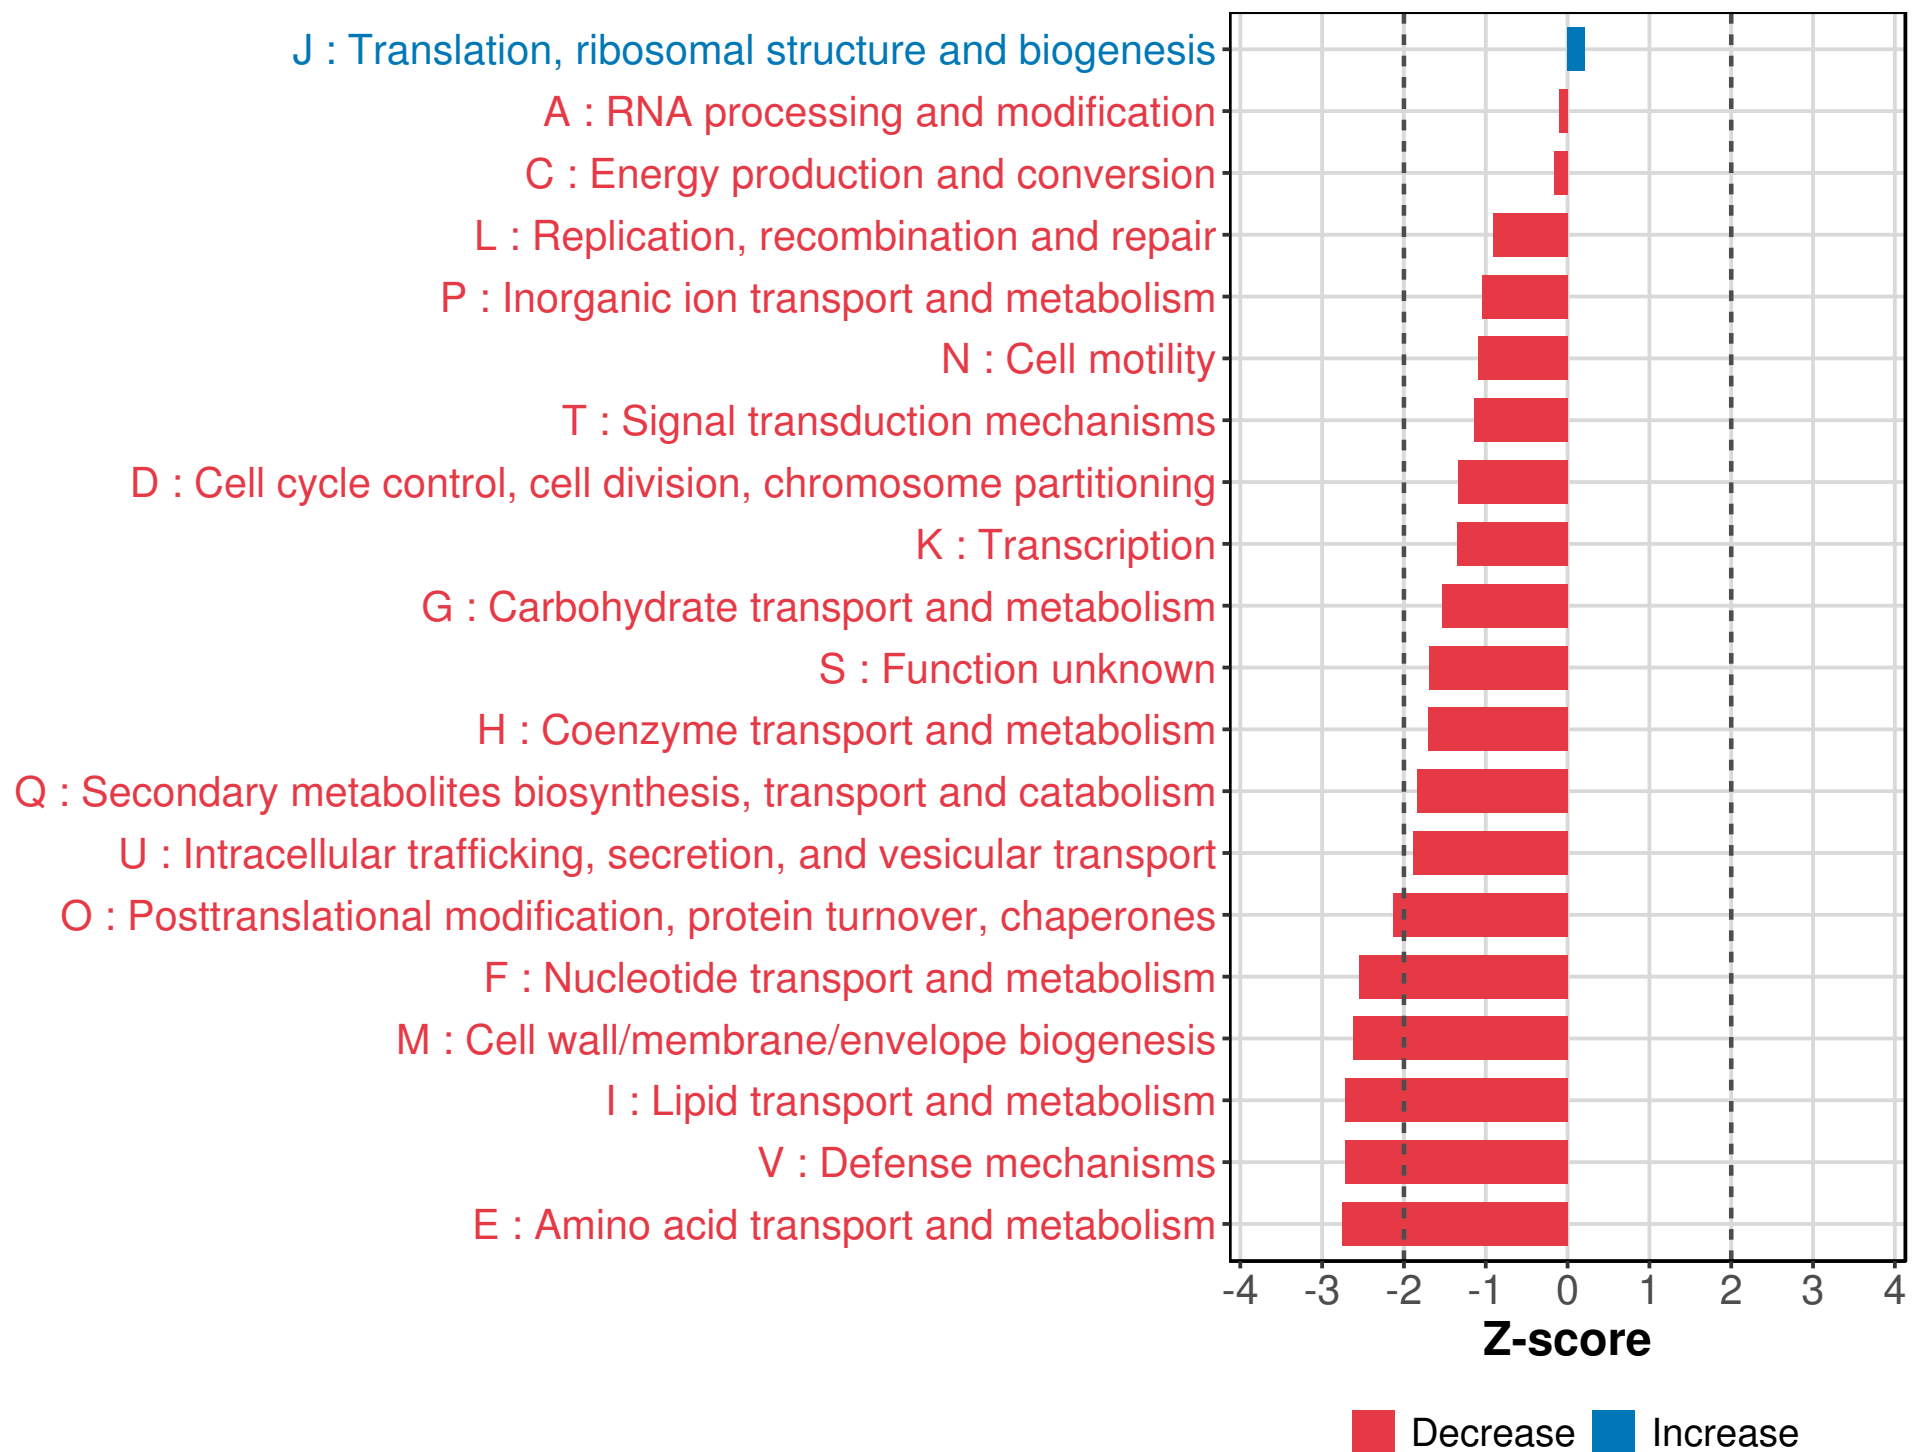 J : Translation, ribosomal structure and biogenesis
A : RNA processing and modification
C : Energy production and conversion
L : Replication, recombination and repair
P : Inorganic ion transport and metabolism
N : Cell motility
T : Signal transduction mechanisms
D : Cell cycle control, cell division, chromosome partitioning
K : Transcription
G : Carbohydrate transport and metabolism
S : Function unknown
H : Coenzyme transport and metabolism
Q : Secondary metabolites biosynthesis, transport and catabolism
U : Intracellular trafficking, secretion, and vesicular transport
O : Posttranslational modification, protein turnover, chaperones
F : Nucleotide transport and metabolism
M : Cell wall/membrane/envelope biogenesis
I : Lipid transport and metabolism
V : Defense mechanisms
E : Amino acid transport and metabolism
-4 -3 -2 -1 0 1 2 3 4
Z-score
Decrease Increase